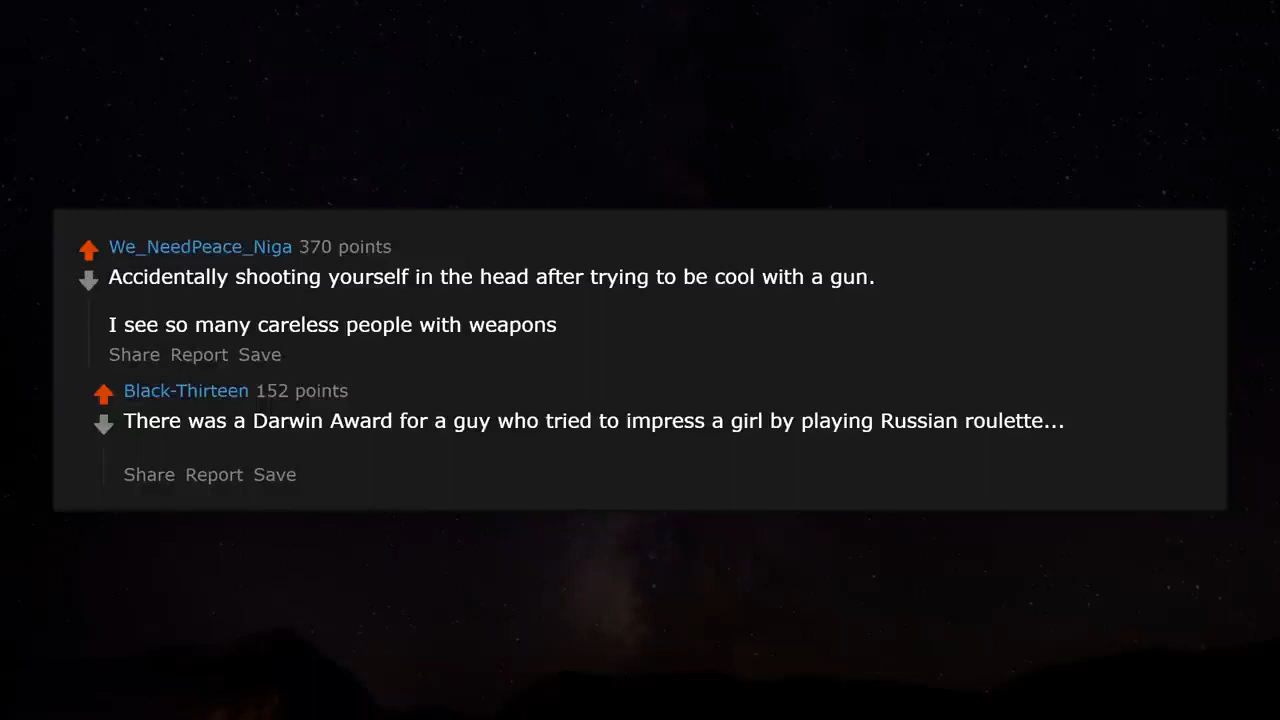 We_NeedPeace_Niga 370 points
Accidentally shooting yourself in the head after trying to be cool with a gun.
I see so many careless people with weapons
Share Report Save
Black-Thirteen 152 points
There was a Darwin Award for a guy who tried to impress a girl by playing Russian roulette...
Share Report Save